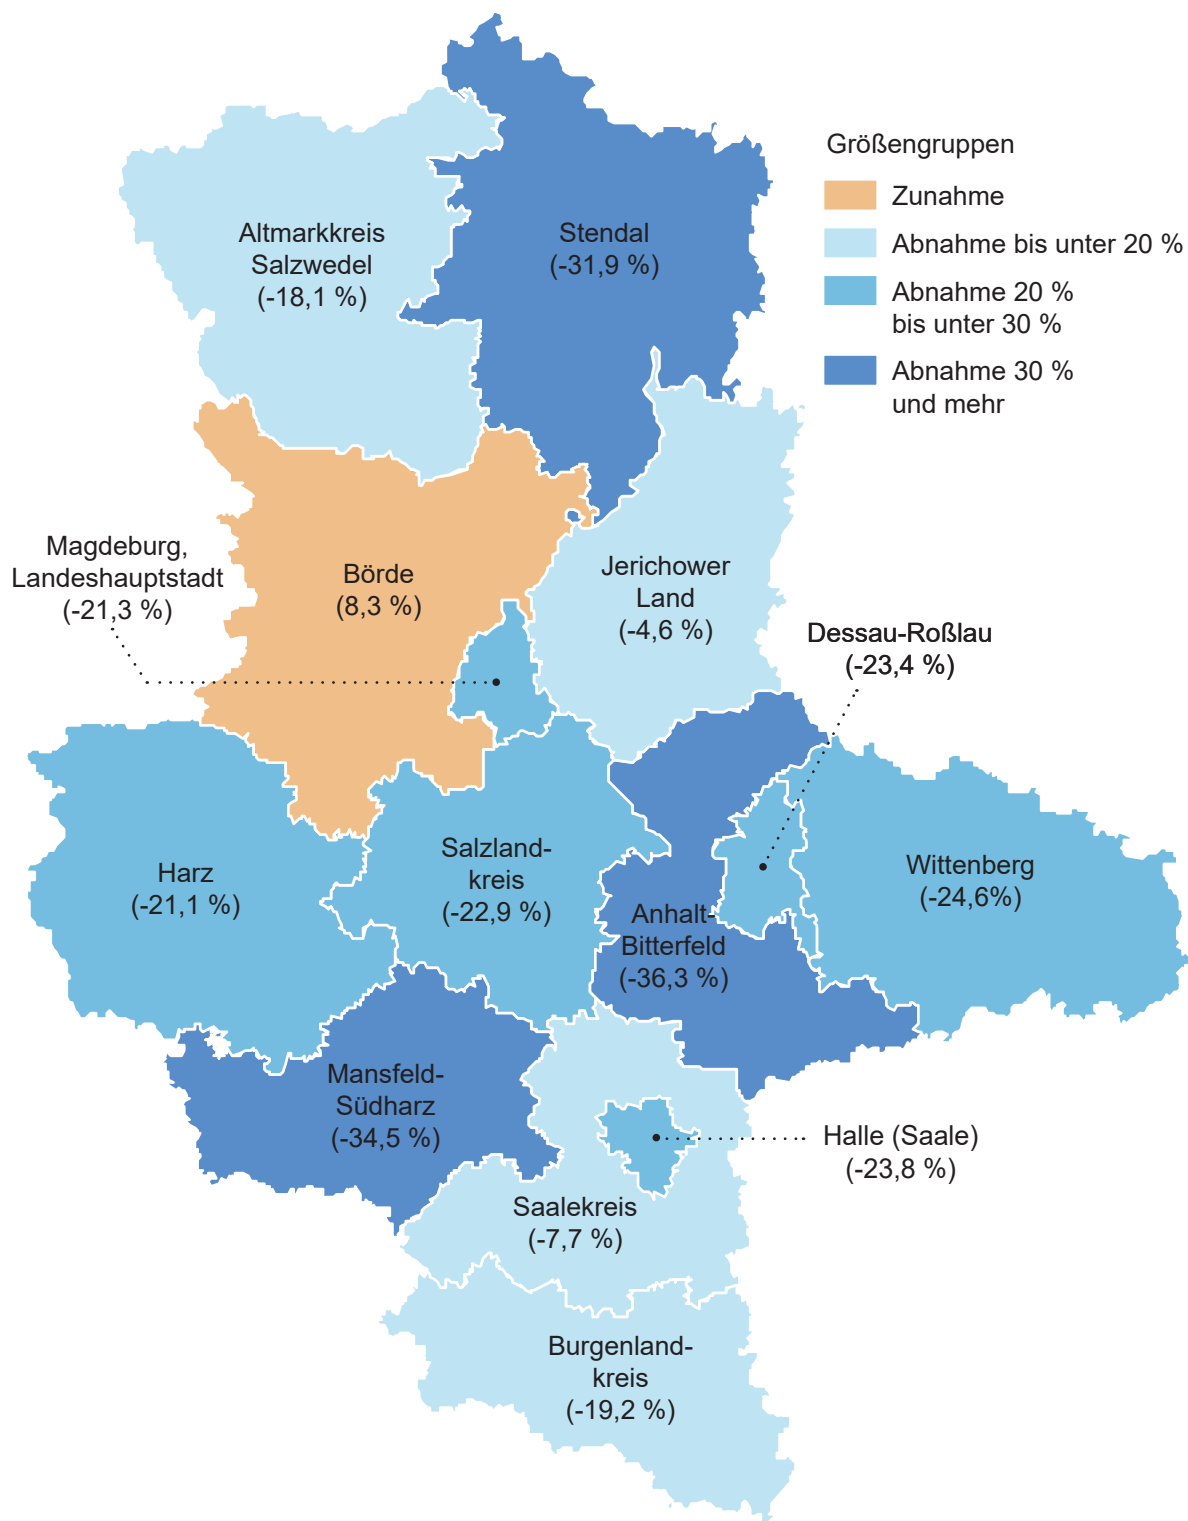 Größengruppen
Zunahme
Abnahme bis unter 20 %
Abnahme 20 %
bis unter 30 %
Abnahme 30 %
und mehr
Altmarkkreis
Salzwedel
(-18,1 %)
Stendal
(-31,9 %)
Magdeburg,
Landeshauptstadt
(-21,3 %)
Börde
(8,3 %)
Jerichower
Land
(-4,6 %)
Dessau-Roßlau
(-23,4 %)
Harz
(-21,1 %)
Salzland-
kreis
(-22,9 %)
Anhalt-
Bitterfeld
(-36,3 %)
Wittenberg
(-24,6%)
Mansfeld-
Südharz
(-34,5 %)
Halle (Saale)
(-23,8 %)
Saalekreis
(-7,7 %)
Burgenland-
kreis
(-19,2 %)